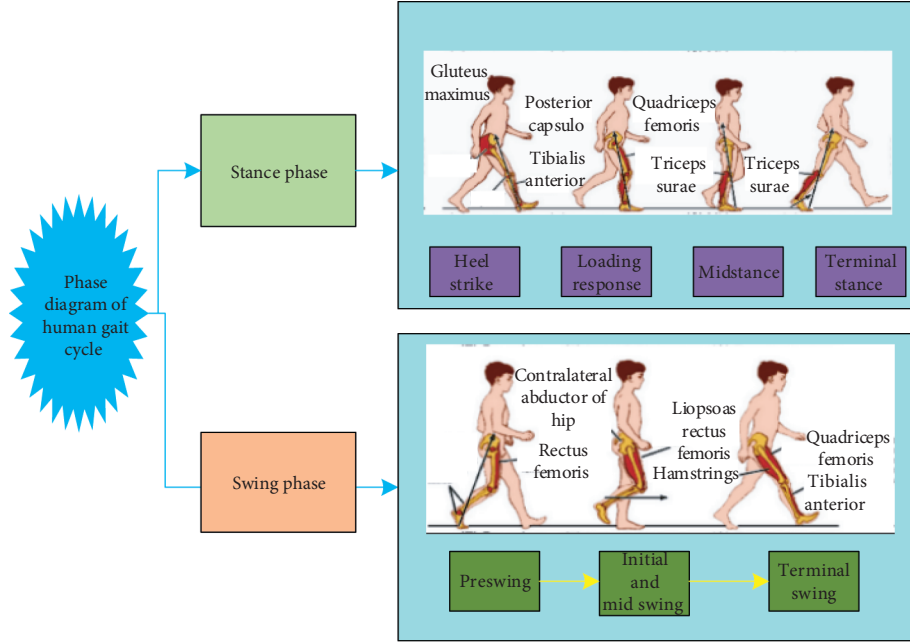 Phase
diagram of
human gait
cycle
Stance phase
Swing phase
Gluteus
maximus
Posterior
capsulo
Tibialis
anterior
Quadriceps
femoris
Triceps
surae
Triceps
surae
Heel
strike
Loading
response
Midstance
Terminal
stance
Contralateral
abductor of
hip
Rectus
femoris
Liopsoas
rectus
femoris
Hamstrings
Quadriceps
femoris
Tibialis
anterior
Preswing
Initial
and
mid swing
Terminal
swing